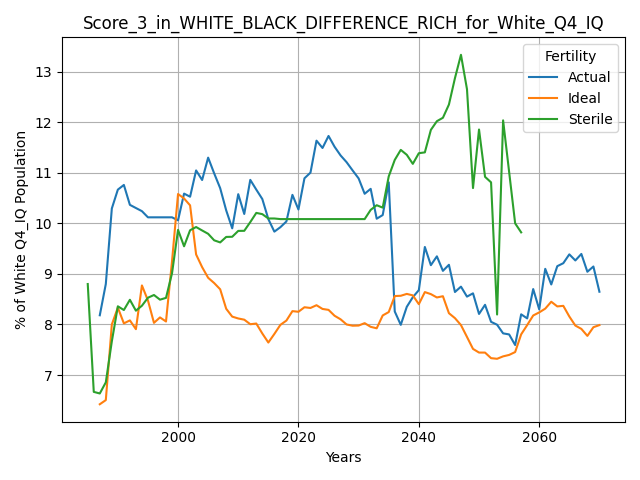 Score_3_in_WHITE_BLACK_DIFFERENCE_RICH_for_White_Q4_IQ
Fertility
Actual
Ideal
Sterile
% of White Q4_IQ Population
13
12
11
10
9
8
7
2000 2020 2040 2060
Years